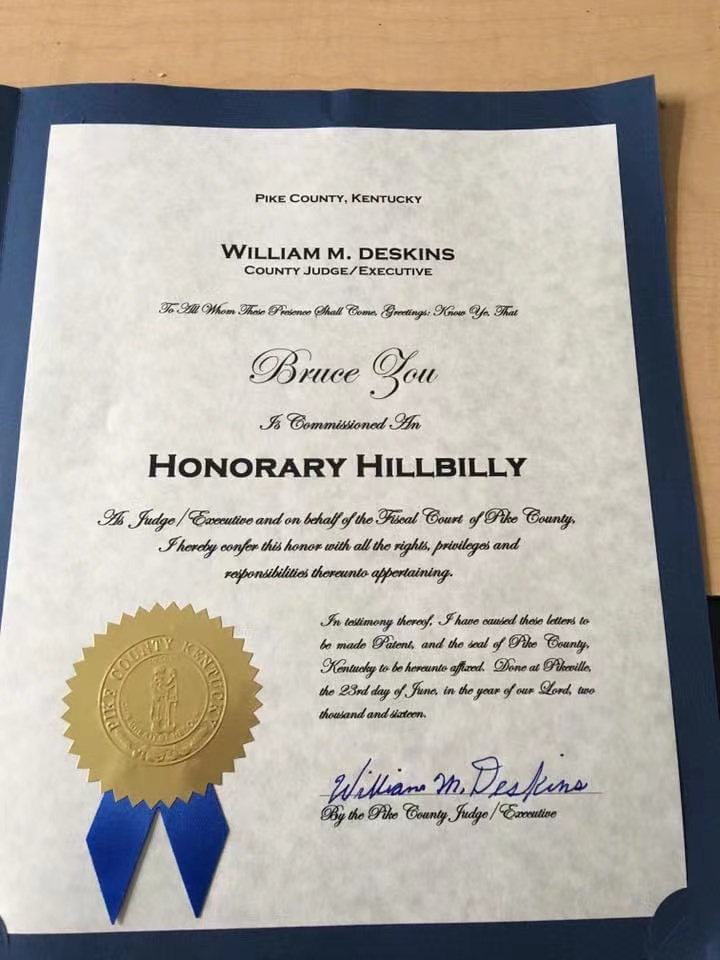 PIKE COUNTY, KENTUCKY
WILLIAM M. DESKINS
COUNTY JUDGE/EXECUTIVE
To All Whom These Presence Shall Come, Greetings: Know Ye, That
Bruce Zou
Is Commissioned An
HONORARY HILLBILLY
As Judge/Executive and on behalf of the Fiscal Court of Pike County,
I hereby confer this honor with all the rights, privileges and
responsibilities thereunto appertaining.
In testimony thereof, I have caused these letters to
be made Patent, and the seal of Pike County,
Kentucky to be hereunto affixed. Done at Pikeville,
the 23rd day of June, in the year of our Lord, two
thousand and sixteen.
William M. Deskins
By the Pike County Judge/Executive
PIKE COUNTY KENTUCKY